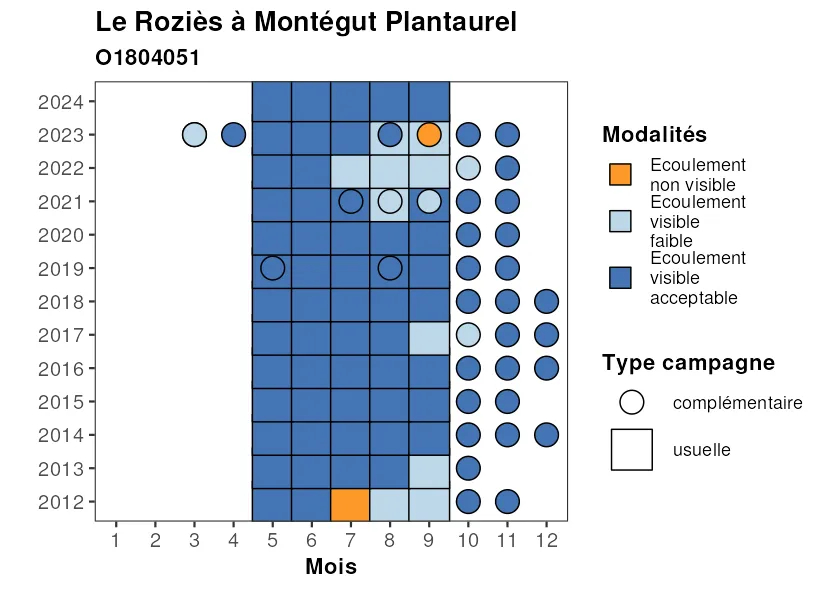 Le Roziès à Montégut Plantaurel
O1804051
2024
2023
2022
2021
2020
2019
2018
2017
2016
2015
2014
2013
2012
1 2 3 4 5 6 7 8 9 10 11 12
Mois
Modalités
Ecoulement
non visible
Ecoulement
visible
faible
Ecoulement
visible
acceptable
Type campagne
complémentaire
usuelle